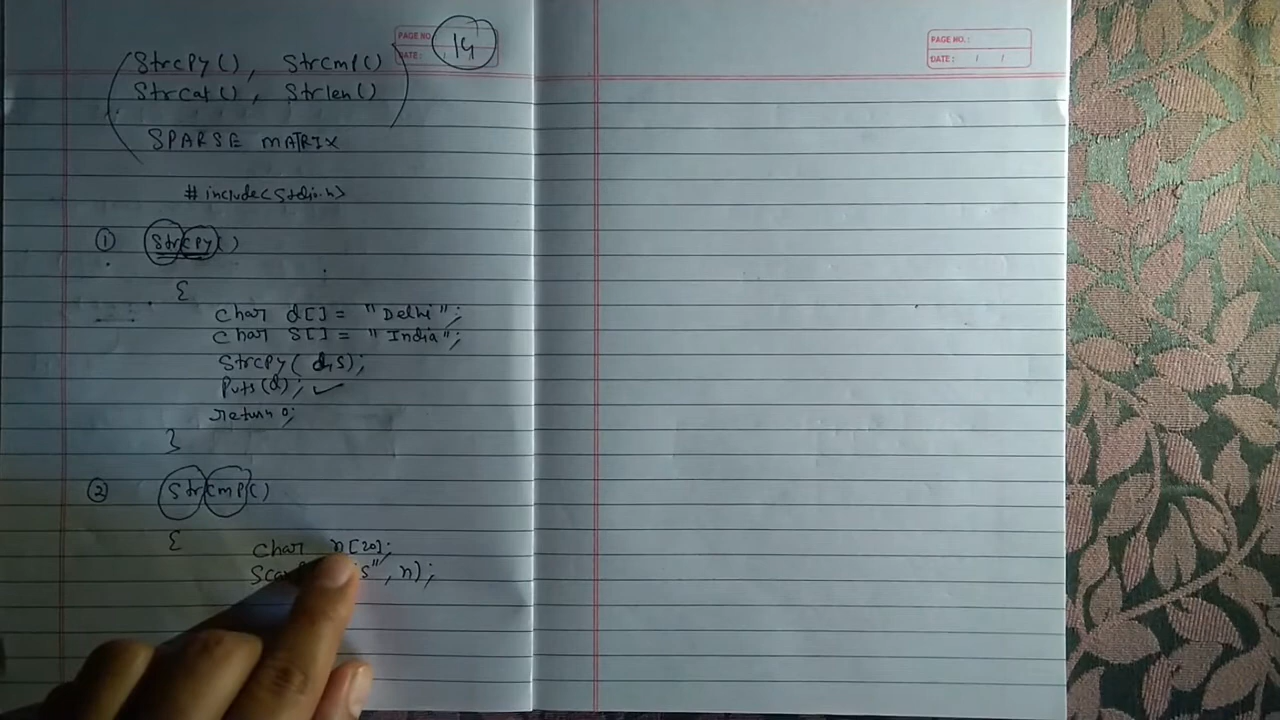 PAGE NO
DATE:
14
Strcpy(), Strcmp()
Strcat(), Strlen()
SPARSE MATRIX
# include<Stdio.h>
① Strcpy()
{
Char d[] = "Delhi";
Char S[] = "India";
Strcpy( d,s);
Puts(d); ✓
return 0;
}
② Strcmp()
{
Char n[20];
s", n);
PAGE NO.:
DATE: / /